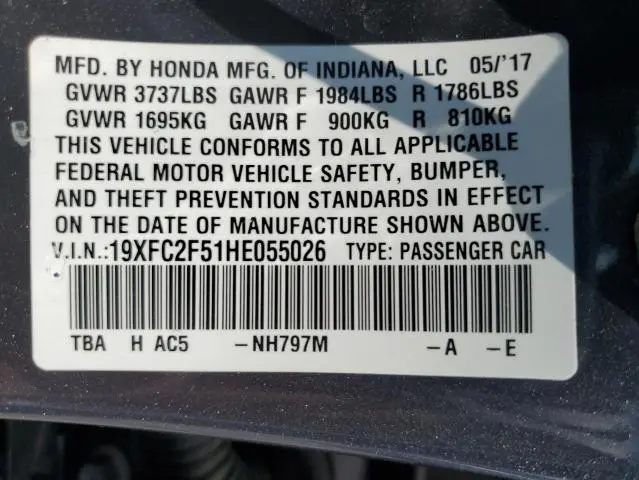 MFD. BY HONDA MFG. OF INDIANA, LLC 05/'17
GVWR 3737LBS GAWR F 1984LBS R 1786LBS
GVWR 1695KG GAWR F 900KG R 810KG
THIS VEHICLE CONFORMS TO ALL APPLICABLE
FEDERAL MOTOR VEHICLE SAFETY, BUMPER,
AND THEFT PREVENTION STANDARDS IN EFFECT
ON THE DATE OF MANUFACTURE SHOWN ABOVE.
V.I.N.:19XFC2F51HE055026 TYPE: PASSENGER CAR
TBA H AC5 -NH797M -A -E